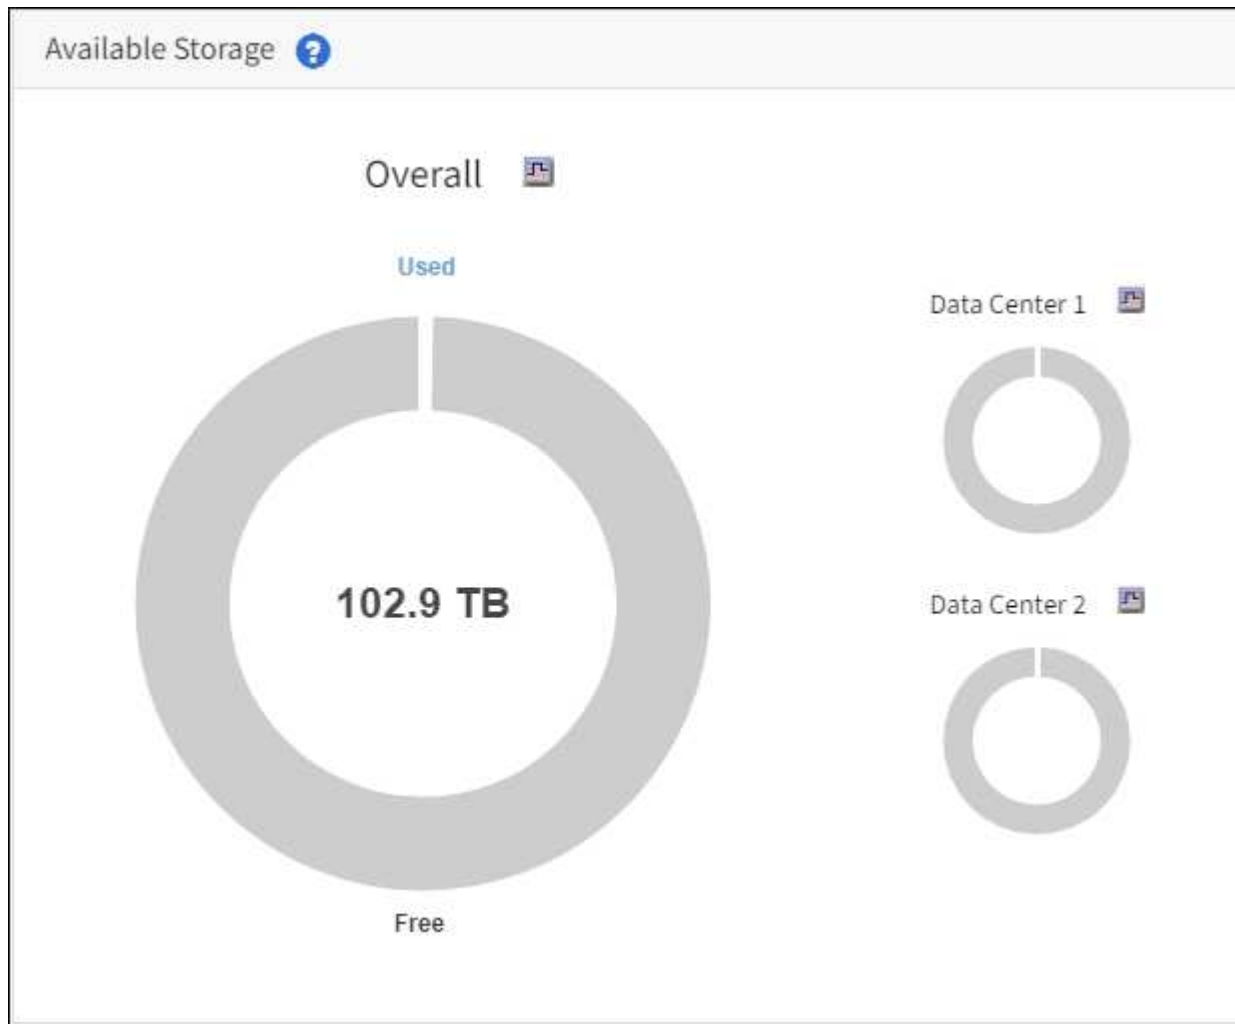 Available Storage ?
Overall
Used
102.9 TB
Free
Data Center 1
Data Center 2